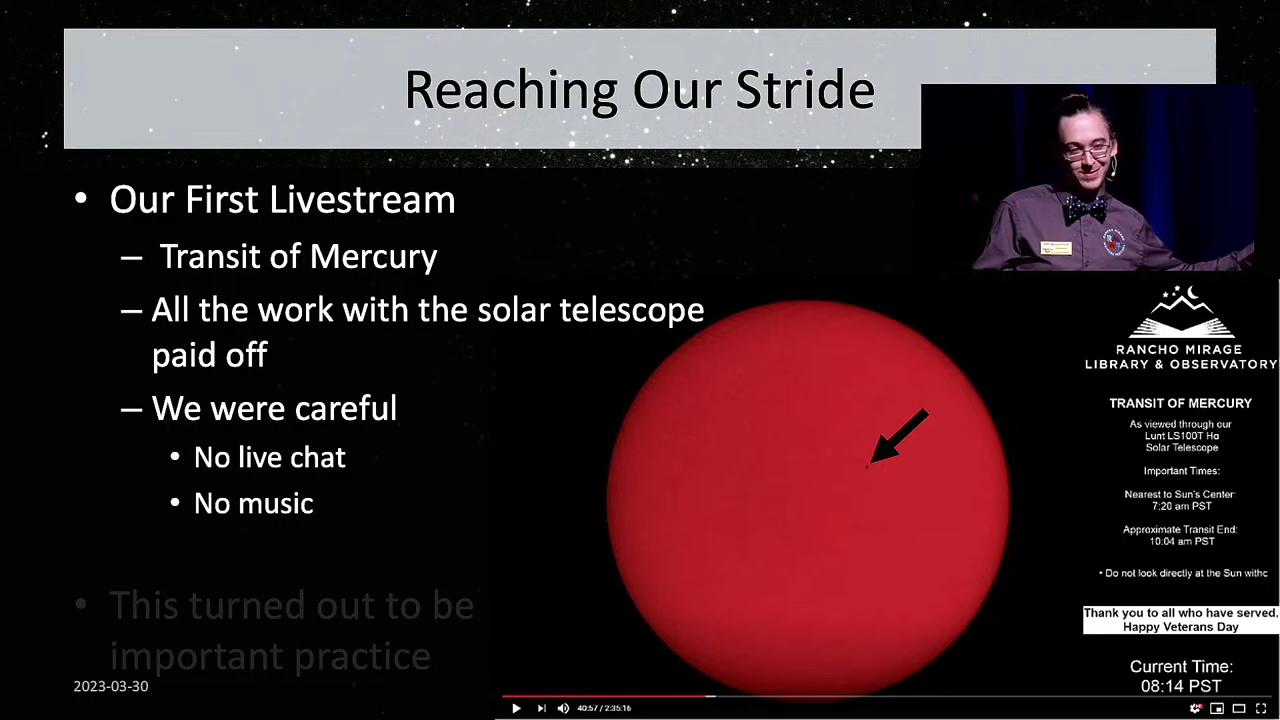 Reaching Our Stride
• Our First Livestream
– Transit of Mercury
– All the work with the solar telescope
paid off
– We were careful
• No live chat
• No music
• This turned out to be
important practice
2023-03-30
RANCHO MIRAGE
LIBRARY & OBSERVATORY
TRANSIT OF MERCURY
As viewed through our
Lunt LS100T Hα
Solar Telescope
Important Times:
Nearest to Sun's Center:
7:20 am PST
Approximate Transit End:
10:04 am PST
• Do not look directly at the Sun withc
Thank you to all who have served.
Happy Veterans Day
Current Time:
08:14 PST
40:57 / 2:35:16